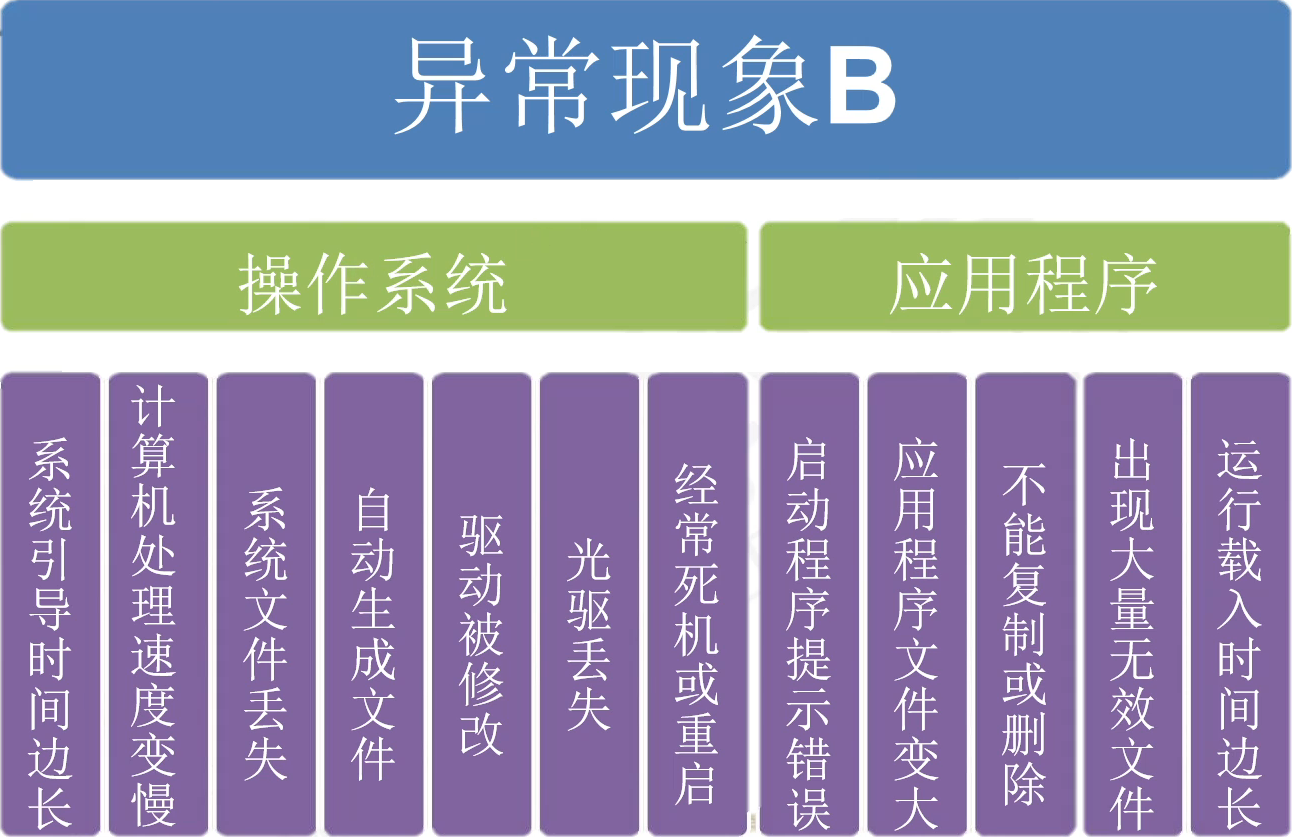 异常现象B
操作系统
应用程序
系统引导时间边长
计算机处理速度变慢
系统文件丢失
自动生成文件
驱动被修改
光驱丢失
经常死机或重启
启动程序提示错误
应用程序文件变大
不能复制或删除
出现大量无效文件
运行载入时间边长